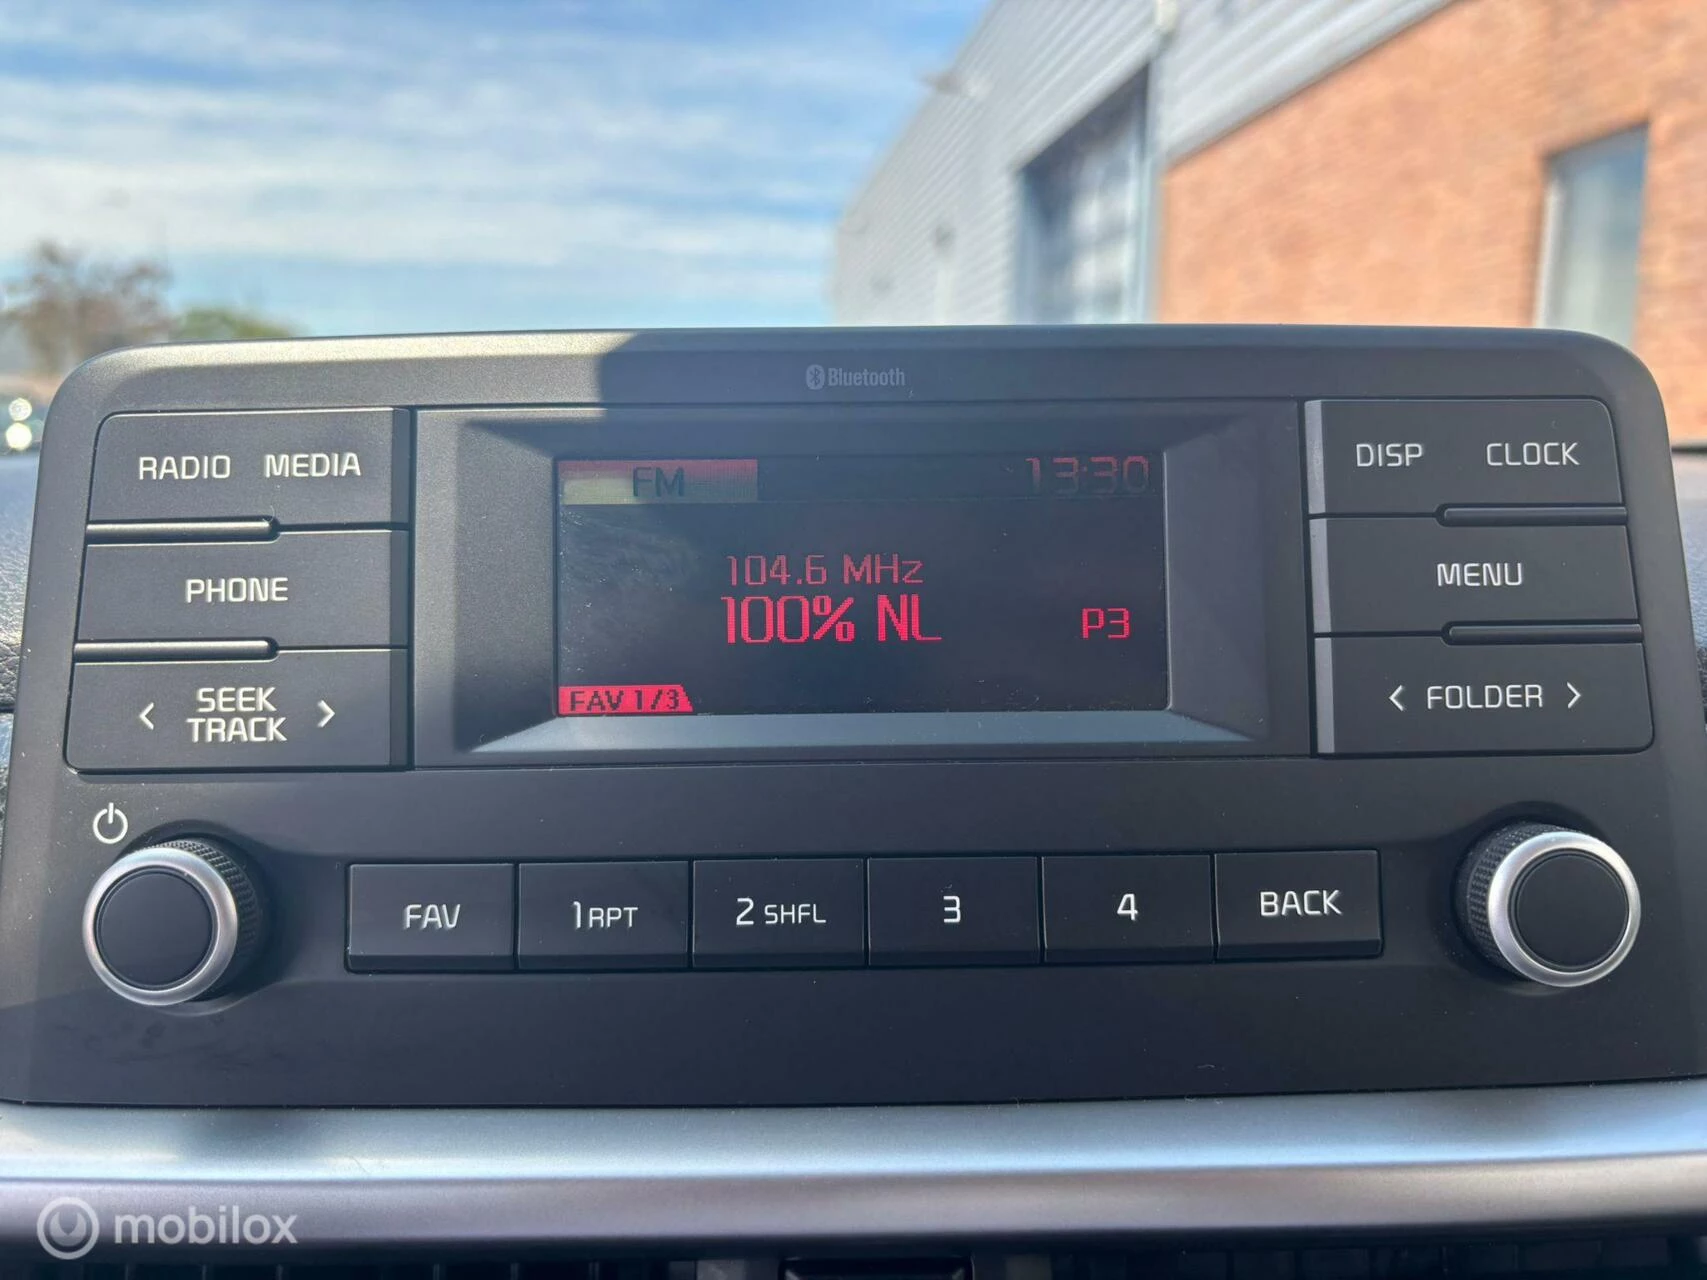 Bluetooth
RADIO MEDIA
PHONE
< SEEK TRACK >
FM 13:30
104.6 MHz
100% NL P3
FAV 1/3
DISP CLOCK
MENU
< FOLDER >
FAV 1 RPT 2 SHFL 3 4 BACK
mobilox